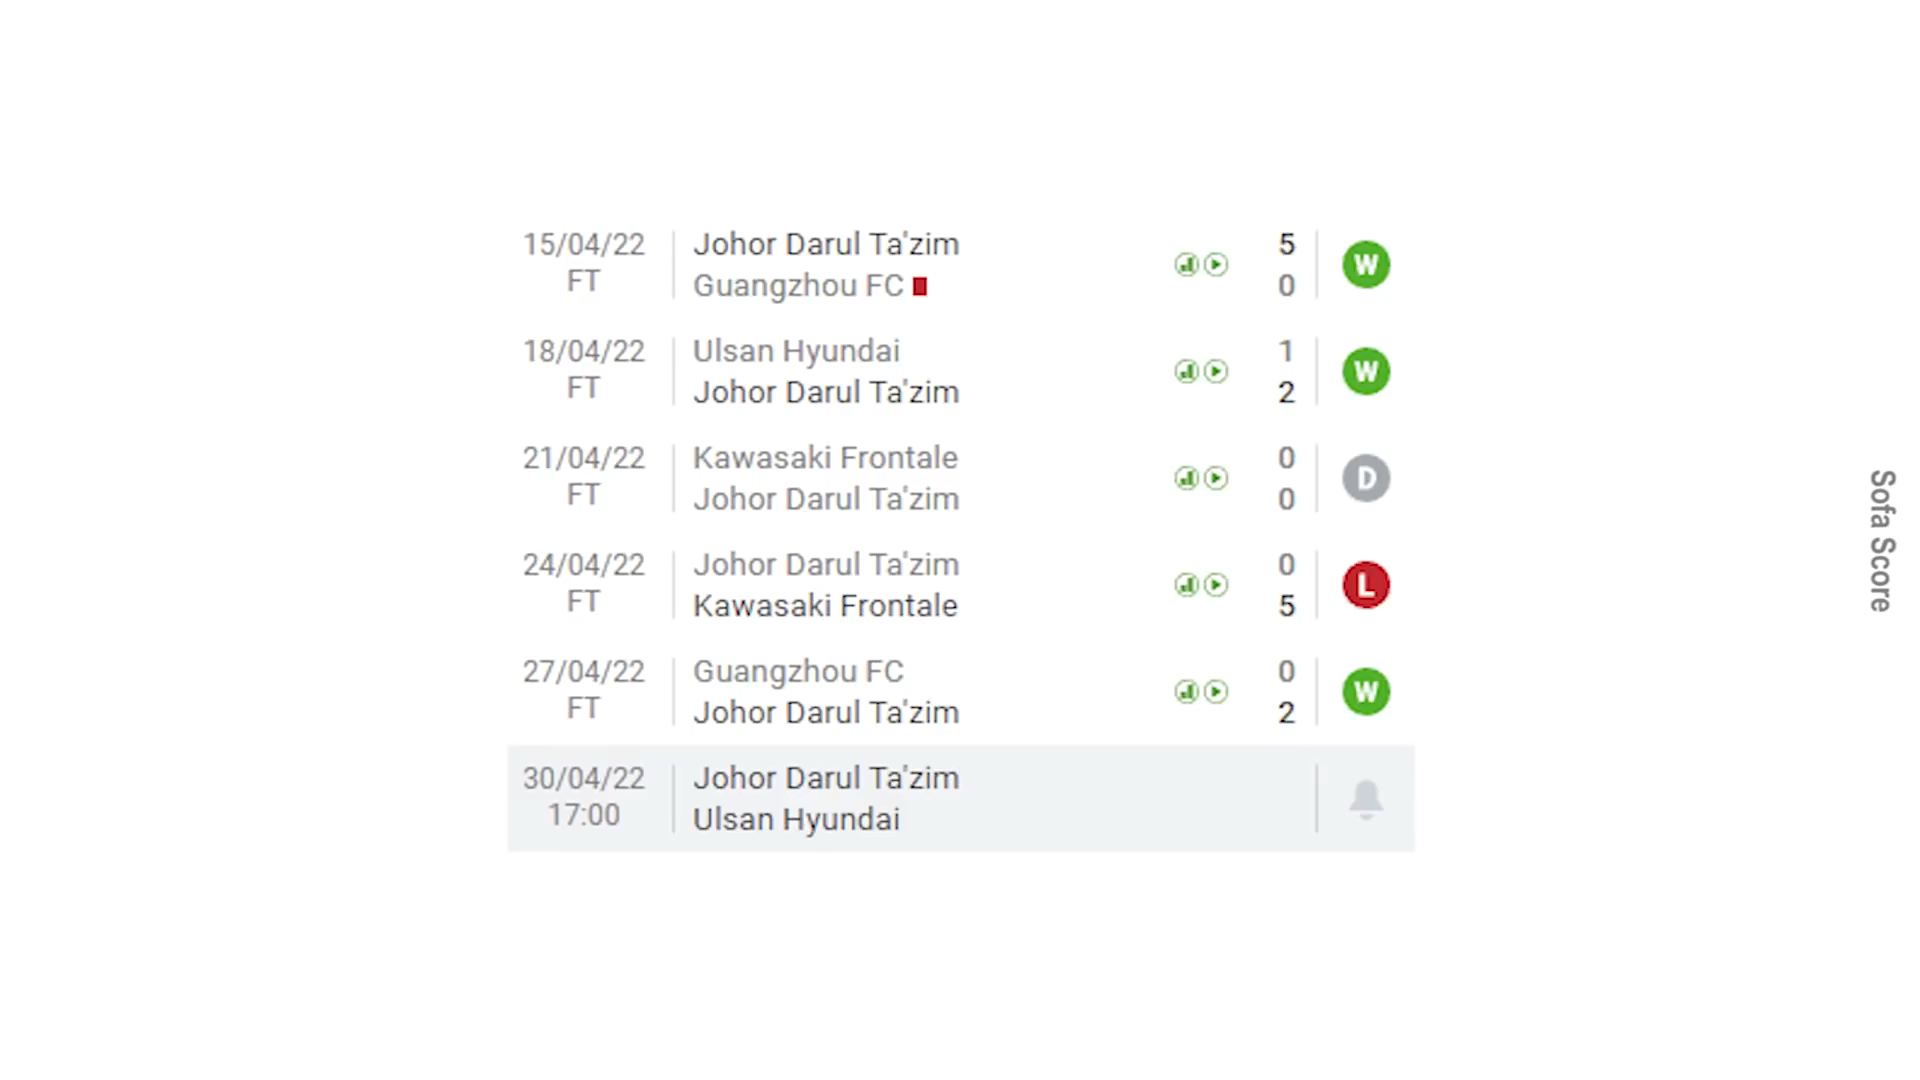 15/04/22
FT
Johor Darul Ta'zim
Guangzhou FC
5
0
W
18/04/22
FT
Ulsan Hyundai
Johor Darul Ta'zim
1
2
W
21/04/22
FT
Kawasaki Frontale
Johor Darul Ta'zim
0
0
D
24/04/22
FT
Johor Darul Ta'zim
Kawasaki Frontale
0
5
L
27/04/22
FT
Guangzhou FC
Johor Darul Ta'zim
0
2
W
30/04/22
17:00
Johor Darul Ta'zim
Ulsan Hyundai
Sofa Score